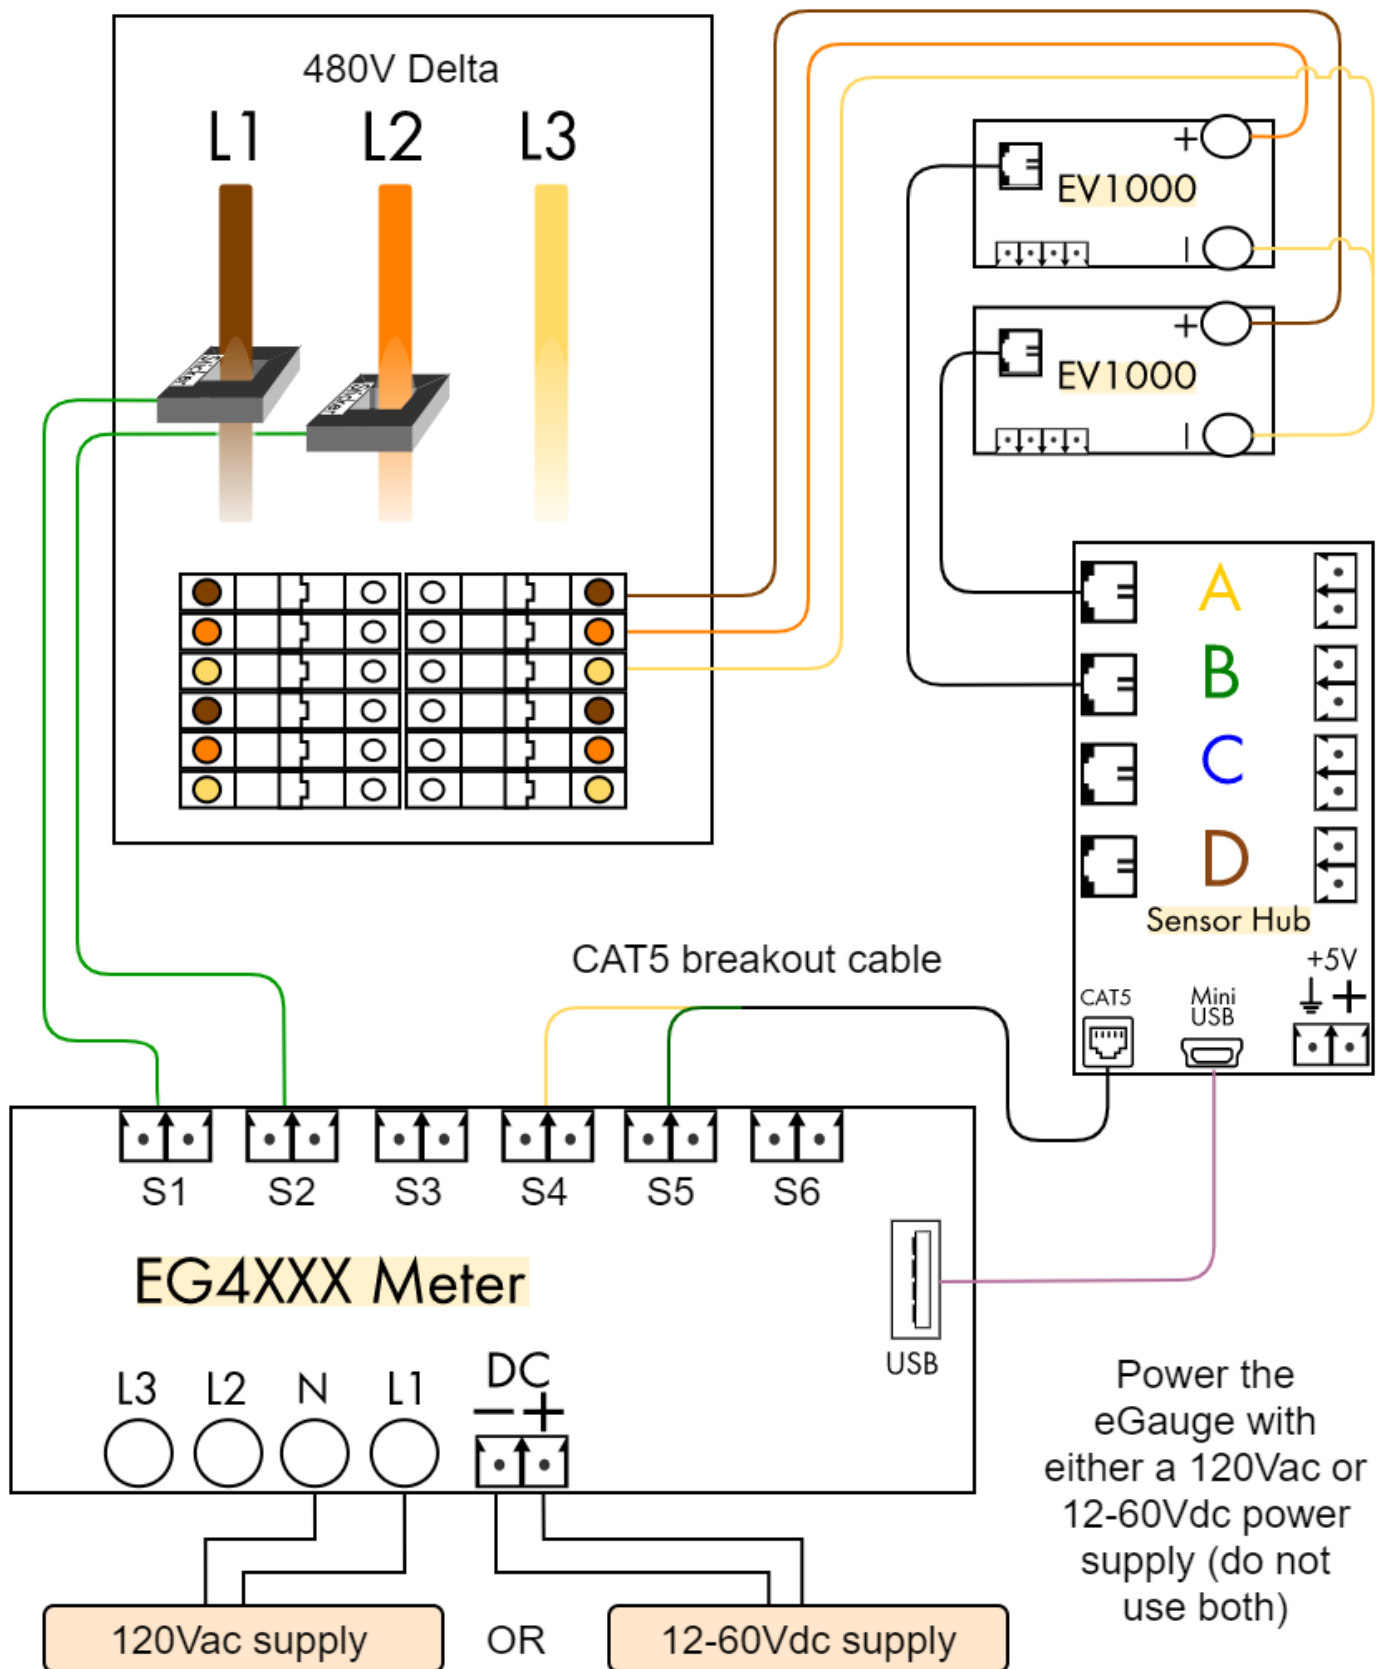 480V Delta
L1 L2 L3
Sticker
Sticker
+
EV1000
–
+
EV1000
–
A
B
C
D
Sensor Hub
+5V
CAT5
Mini
USB
+
CAT5 breakout cable
S1 S2 S3 S4 S5 S6
EG4XXX Meter
USB
L3 L2 N L1
DC
– +
Power the
eGauge with
either a 120Vac or
12-60Vdc power
supply (do not
use both)
120Vac supply
OR
12-60Vdc supply